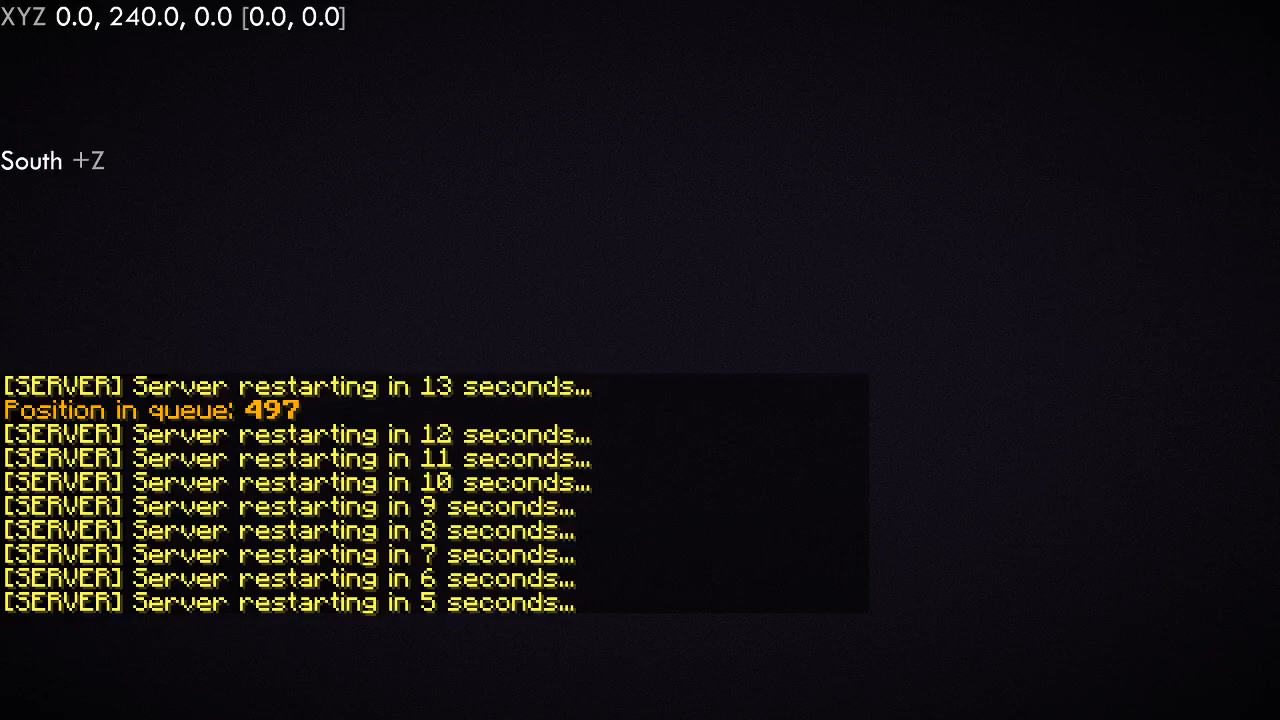 XYZ 0.0, 240.0, 0.0 [0.0, 0.0]
South +Z
[SERVER] Server restarting in 13 seconds...
Position in queue: 497
[SERVER] Server restarting in 12 seconds...
[SERVER] Server restarting in 11 seconds...
[SERVER] Server restarting in 10 seconds...
[SERVER] Server restarting in 9 seconds...
[SERVER] Server restarting in 8 seconds...
[SERVER] Server restarting in 7 seconds...
[SERVER] Server restarting in 6 seconds...
[SERVER] Server restarting in 5 seconds...